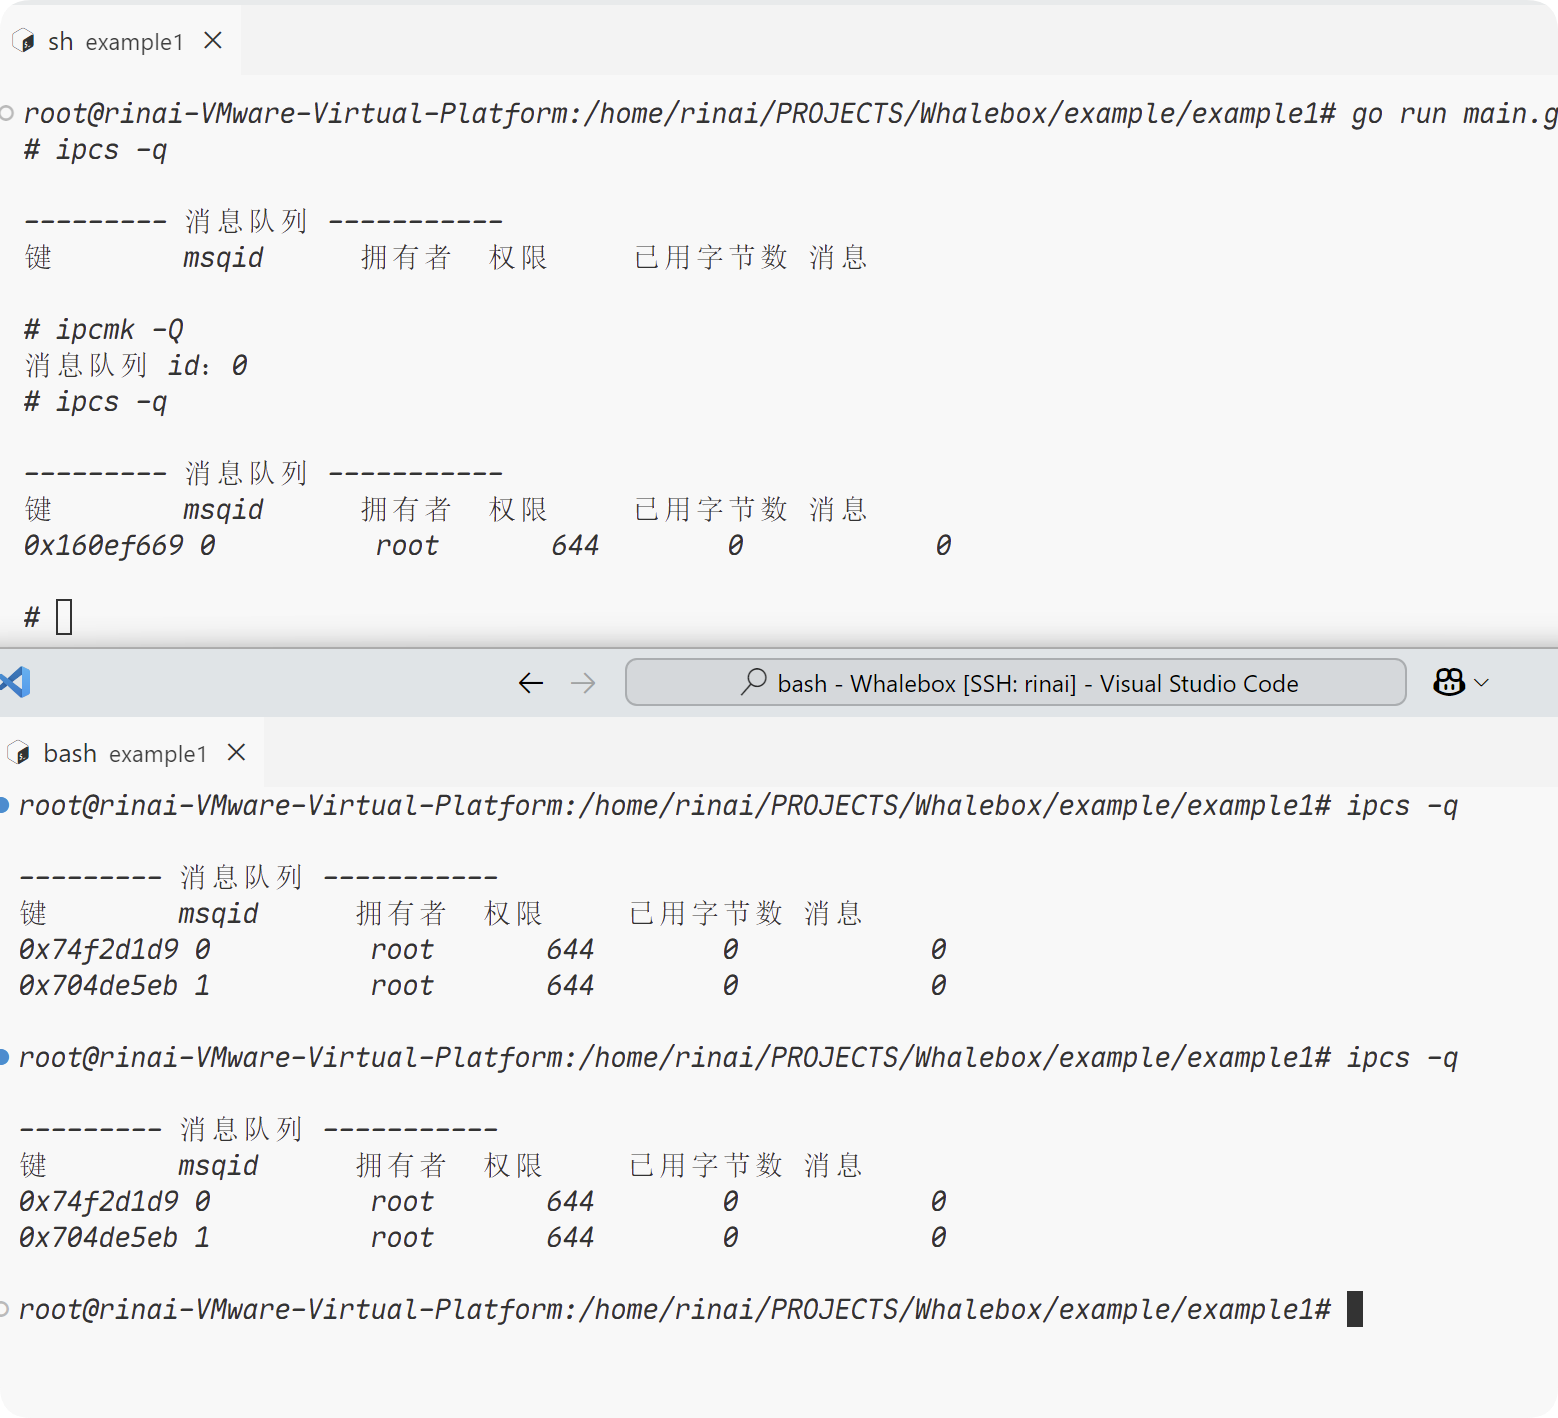 sh example1
root@rinai-VMware-Virtual-Platform:/home/rinai/PROJECTS/Whalebox/example/example1# go run main.g
# ipcs -q
--------- 消息队列 -----------
键 msqid 拥有者 权限 已用字节数 消息
# ipcmk -Q
消息队列 id：0
# ipcs -q
--------- 消息队列 -----------
键 msqid 拥有者 权限 已用字节数 消息
0x160ef669 0 root 644 0 0
#
bash - Whalebox [SSH: rinai] - Visual Studio Code
bash example1
root@rinai-VMware-Virtual-Platform:/home/rinai/PROJECTS/Whalebox/example/example1# ipcs -q
--------- 消息队列 -----------
键 msqid 拥有者 权限 已用字节数 消息
0x74f2d1d9 0 root 644 0 0
0x704de5eb 1 root 644 0 0
root@rinai-VMware-Virtual-Platform:/home/rinai/PROJECTS/Whalebox/example/example1# ipcs -q
--------- 消息队列 -----------
键 msqid 拥有者 权限 已用字节数 消息
0x74f2d1d9 0 root 644 0 0
0x704de5eb 1 root 644 0 0
root@rinai-VMware-Virtual-Platform:/home/rinai/PROJECTS/Whalebox/example/example1#